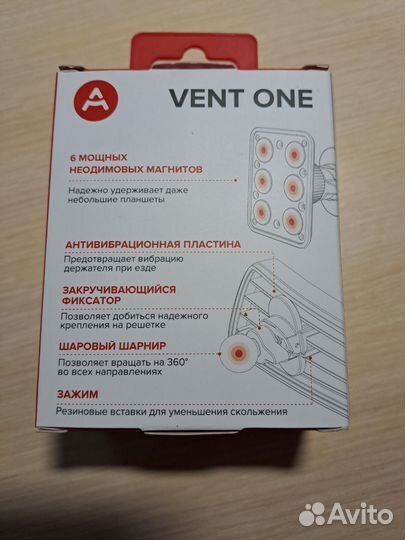 A
VENT ONE
6 МОЩНЫХ
НЕОДИМОВЫХ МАГНИТОВ
Надежно удерживает даже
небольшие планшеты
АНТИВИБРАЦИОННАЯ ПЛАСТИНА
Предотвращает вибрацию
держателя при езде
ЗАКРУЧИВАЮЩИЙСЯ
ФИКСАТОР
Позволяет добиться надежного
крепления на решетке
ШАРОВЫЙ ШАРНИР
Позволяет вращать на 360°
во всех направлениях
ЗАЖИМ
Резиновые вставки для уменьшения скольжения
Avito